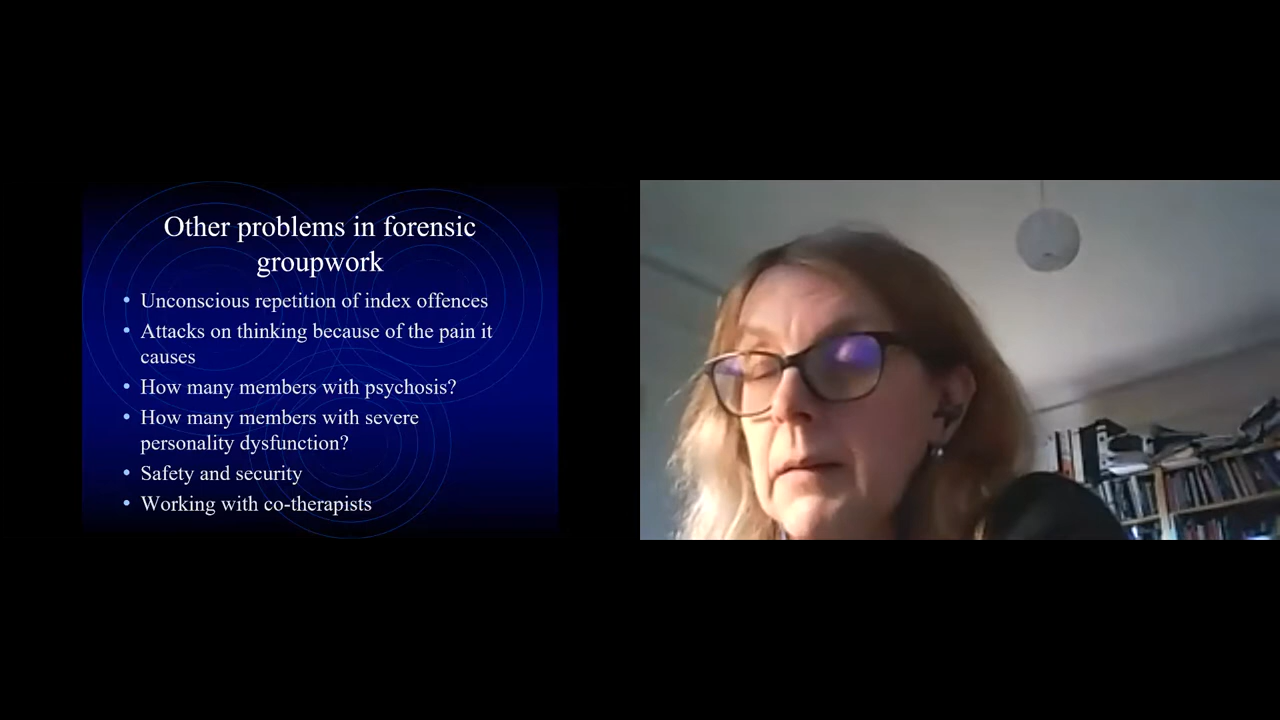 Other problems in forensic
groupwork
• Unconscious repetition of index offences
• Attacks on thinking because of the pain it
causes
• How many members with psychosis?
• How many members with severe
personality dysfunction?
• Safety and security
• Working with co-therapists